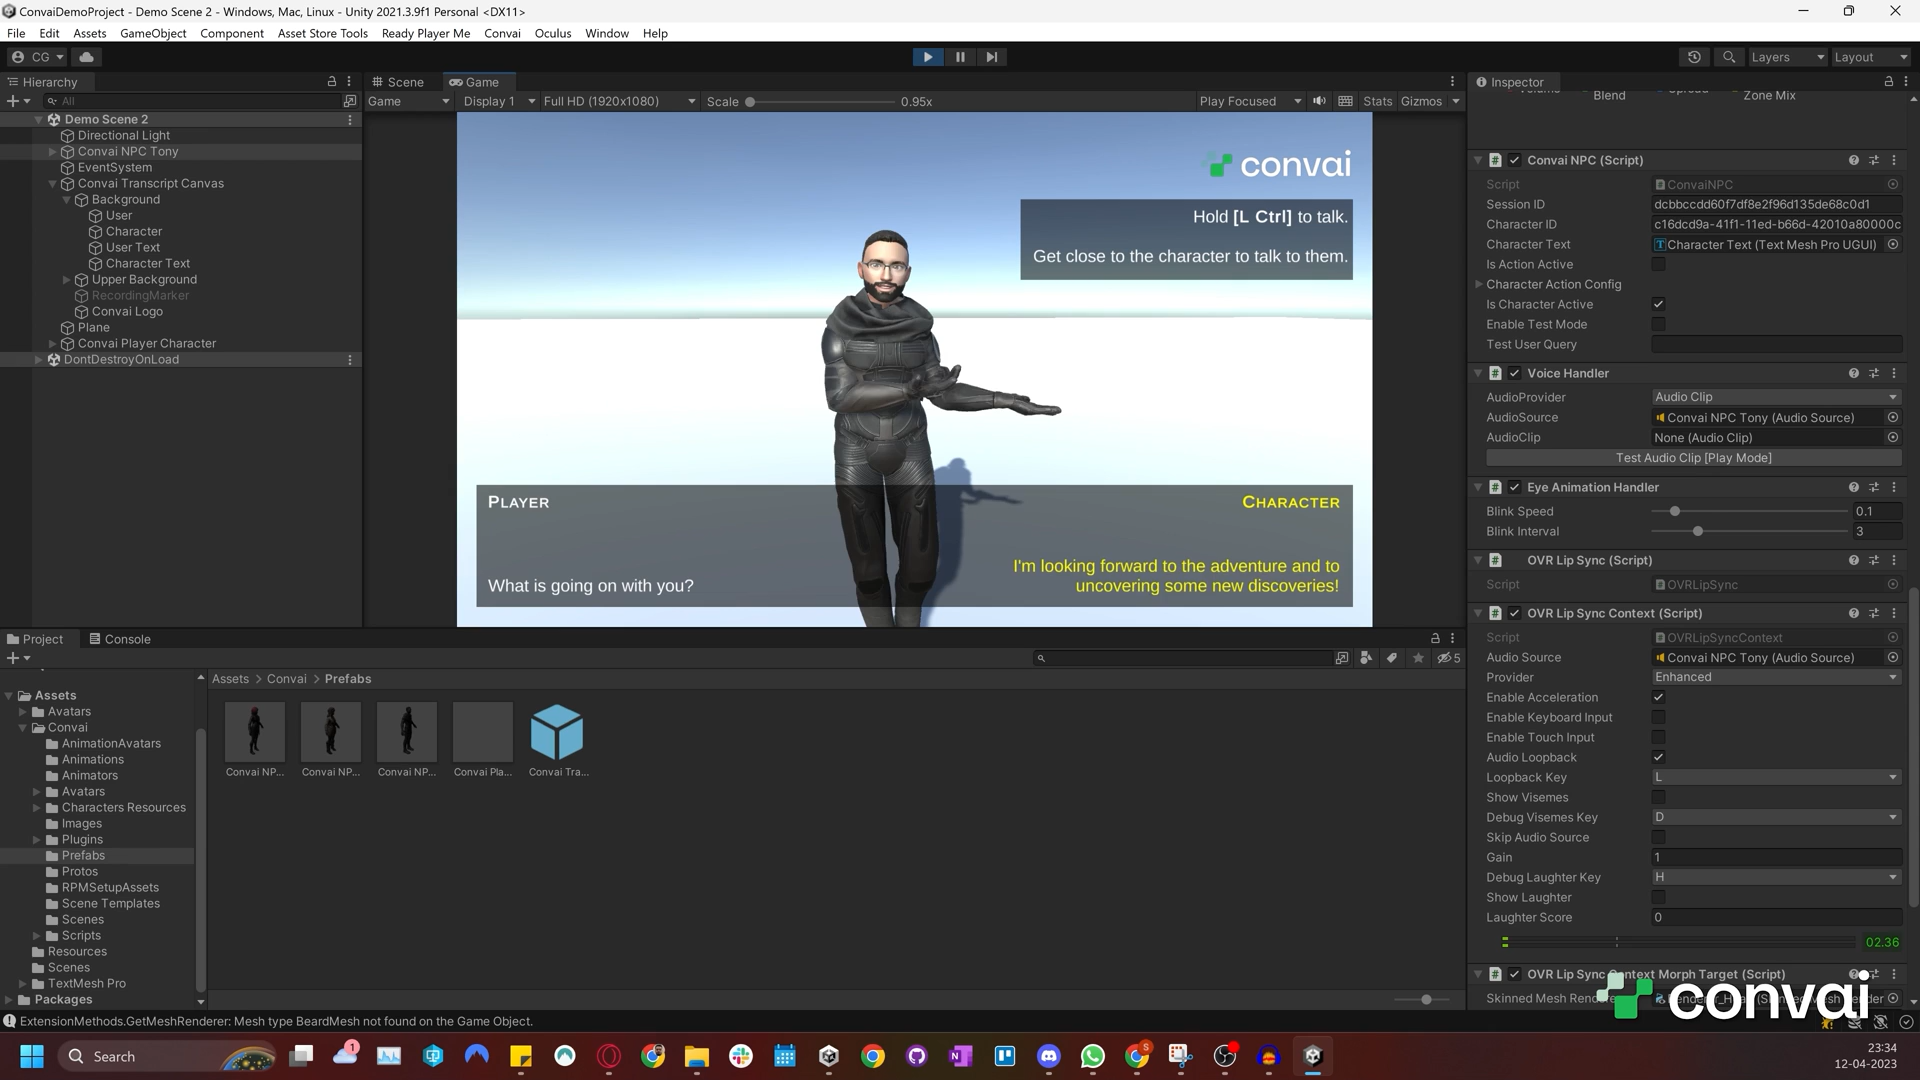 ConvaiDemoProject - Demo Scene 2 - Windows, Mac, Linux - Unity 2021.3.9f1 Personal <DX11>
File Edit Assets GameObject Component Asset Store Tools Ready Player Me Convai Oculus Window Help
CG
Layers
Layout
Hierarchy
All
Demo Scene 2
Directional Light
Convai NPC Tony
EventSystem
Convai Transcript Canvas
Background
User
Character
User Text
Character Text
Upper Background
RecordingMarker
Convai Logo
Plane
Convai Player Character
DontDestroyOnLoad
Scene Game
Game Display 1 Full HD (1920x1080) Scale 0.95x Play Focused Stats Gizmos
convai
Hold [L Ctrl] to talk.
Get close to the character to talk to them.
PLAYER
CHARACTER
What is going on with you?
I'm looking forward to the adventure and to
uncovering some new discoveries!
Inspector
Blend
Zone Mix
Convai NPC (Script)
Script ConvaiNPC
Session ID dcbbccdd60f7df8e2f96d135de68c0d1
Character ID c16dcd9a-41f1-11ed-b66d-42010a80000c
Character Text Character Text (Text Mesh Pro UGUI)
Is Action Active
Character Action Config
Is Character Active
Enable Test Mode
Test User Query
Voice Handler
AudioProvider Audio Clip
AudioSource Convai NPC Tony (Audio Source)
AudioClip None (Audio Clip)
Test Audio Clip [Play Mode]
Eye Animation Handler
Blink Speed 0.1
Blink Interval 3
OVR Lip Sync (Script)
Script OVRLipSync
OVR Lip Sync Context (Script)
Script OVRLipSyncContext
Audio Source Convai NPC Tony (Audio Source)
Provider Enhanced
Enable Acceleration
Enable Keyboard Input
Enable Touch Input
Audio Loopback
Loopback Key L
Show Visemes
Debug Visemes Key D
Skip Audio Source
Gain 1
Debug Laughter Key H
Show Laughter
Laughter Score 0
02.36
OVR Lip Sync Context Morph Target (Script)
Skinned Mesh
convai
Project Console
5
Assets
Avatars
Convai
AnimationAvatars
Animations
Animators
Avatars
Characters Resources
Images
Plugins
Prefabs
Protos
RPMSetupAssets
Scene Templates
Scenes
Scripts
Resources
Scenes
TextMesh Pro
Packages
Assets > Convai > Prefabs
Convai NP... Convai NP... Convai NP... Convai Pla... Convai Tra...
ExtensionMethods.GetMeshRenderer: Mesh type BeardMesh not found on the Game Object.
Search
1
23:34
12-04-2023